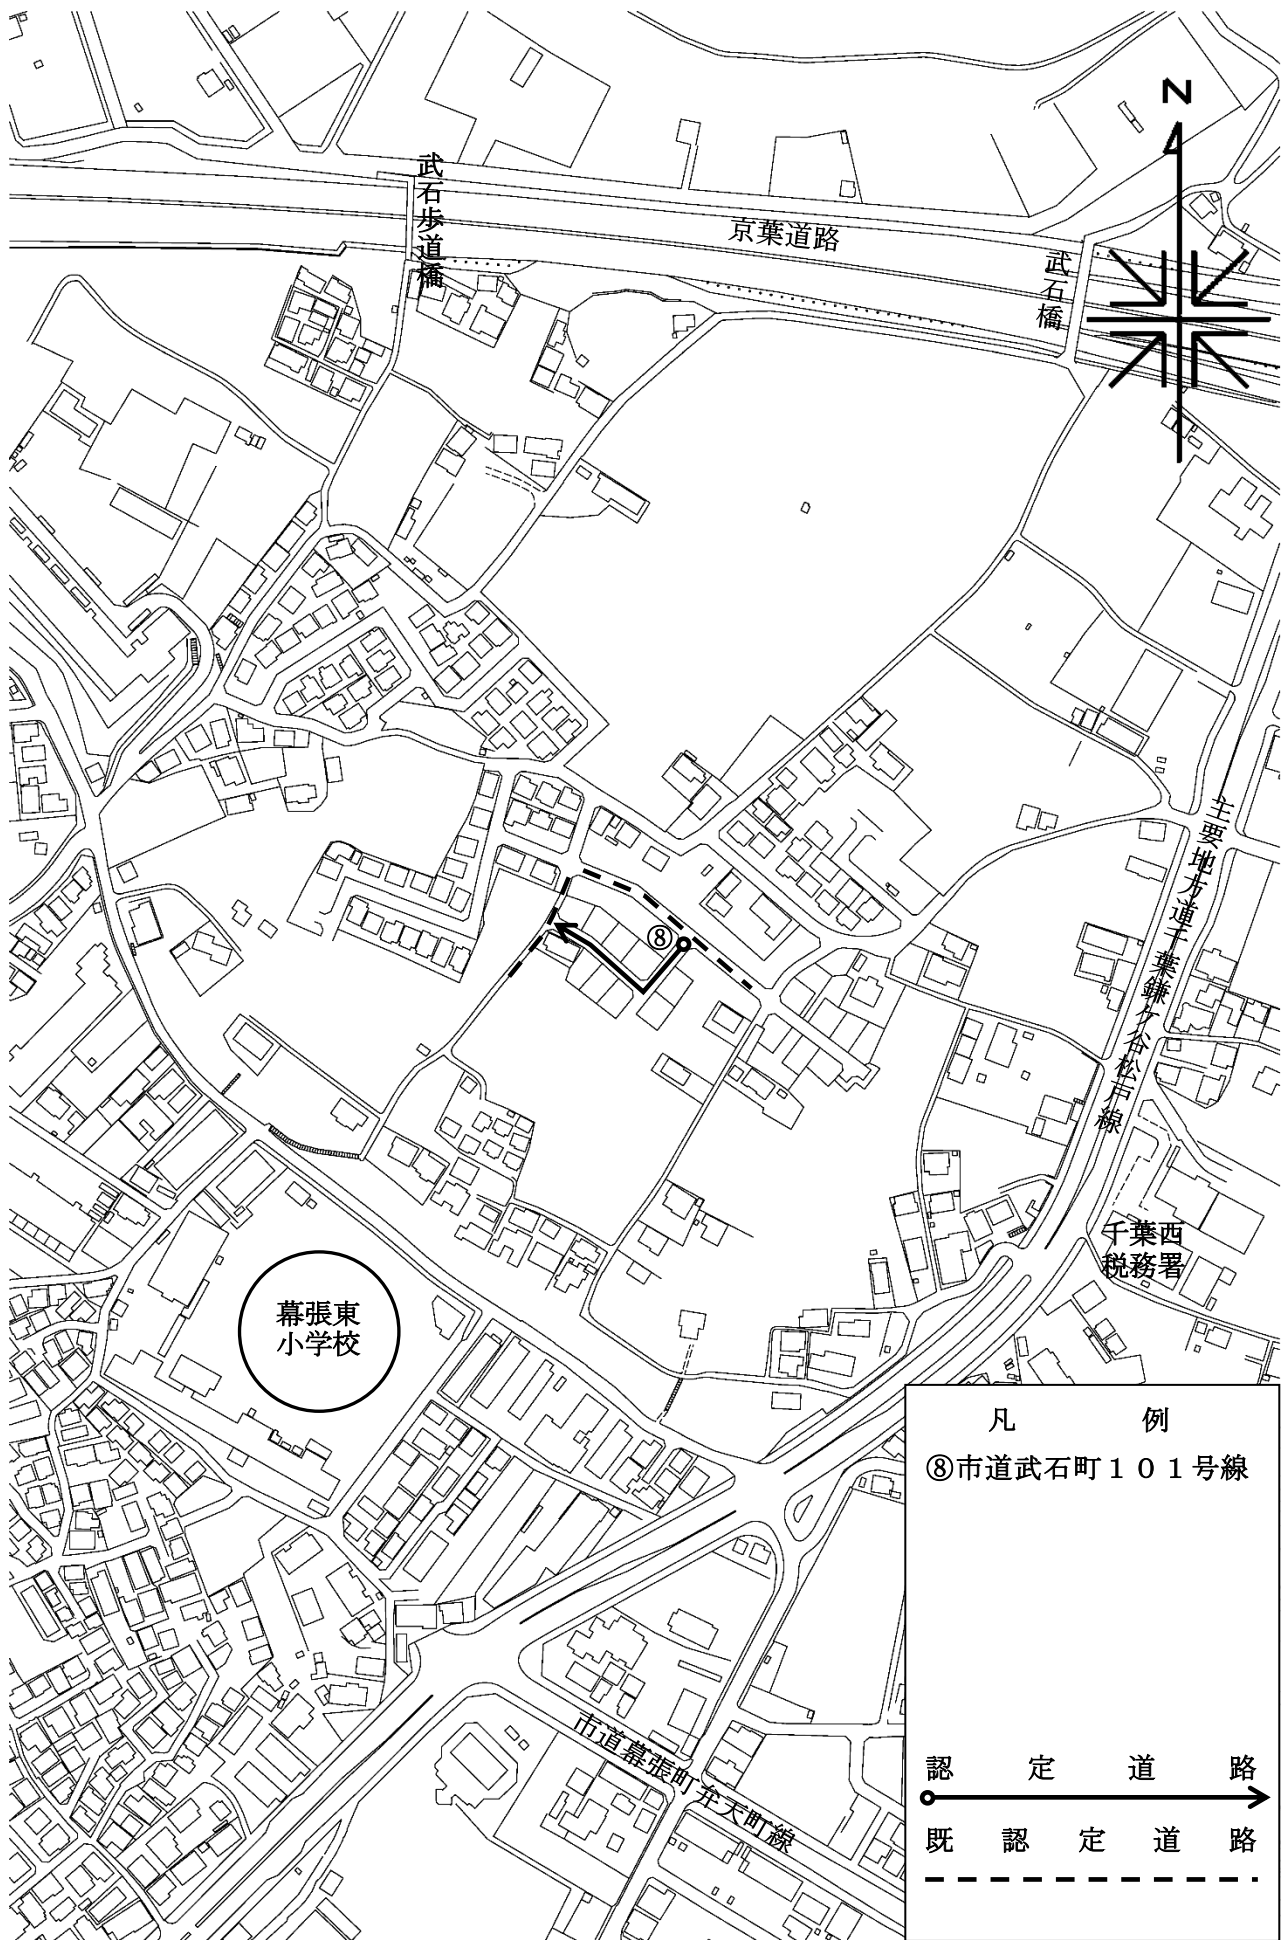 N
武石歩道橋
京葉道路
武石橋
主要地方道千葉鎌ケ谷松戸線
⑧
千葉西
税務署
幕張東
小学校
市道幕張町弁天町線
凡 例
⑧市道武石町１０１号線
認定道路
既認定道路